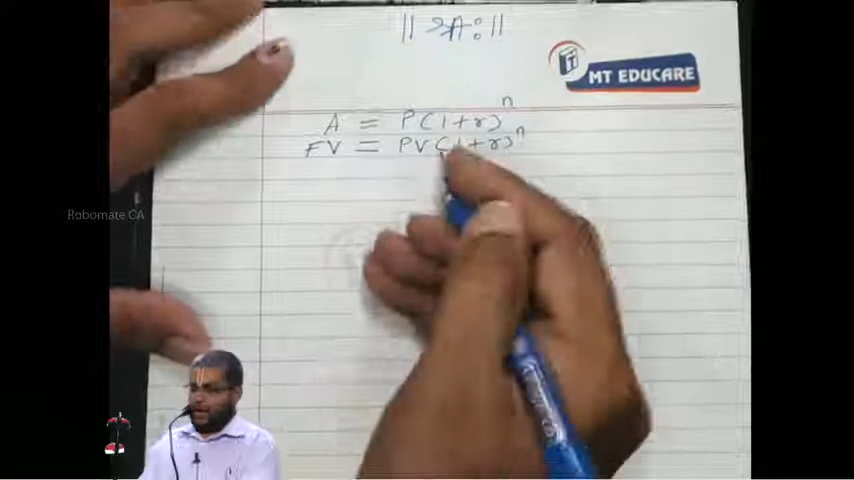 || श्री: ||
MT EDUCARE
A = P(1+r)ⁿ
FV = PV(1+r)ⁿ
Robomate CA